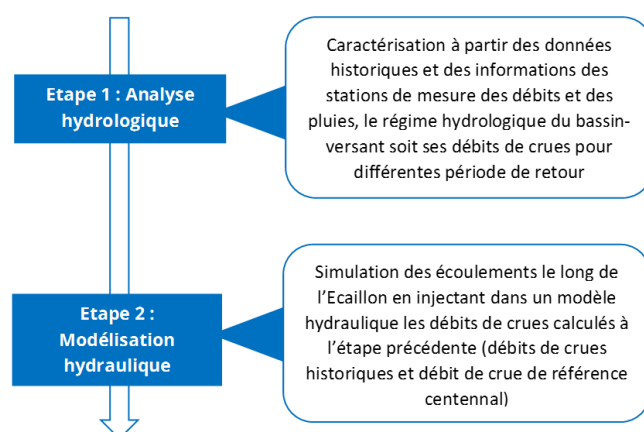 Etape 1 : Analyse
hydrologique
Caractérisation à partir des données
historiques et des informations des
stations de mesure des débits et des
pluies, le régime hydrologique du bassin-
versant soit ses débits de crues pour
différentes période de retour
Etape 2 :
Modélisation
hydraulique
Simulation des écoulements le long de
l’Ecaillon en injectant dans un modèle
hydraulique les débits de crues calculés à
l’étape précédente (débits de crues
historiques et débit de crue de référence
centennal)